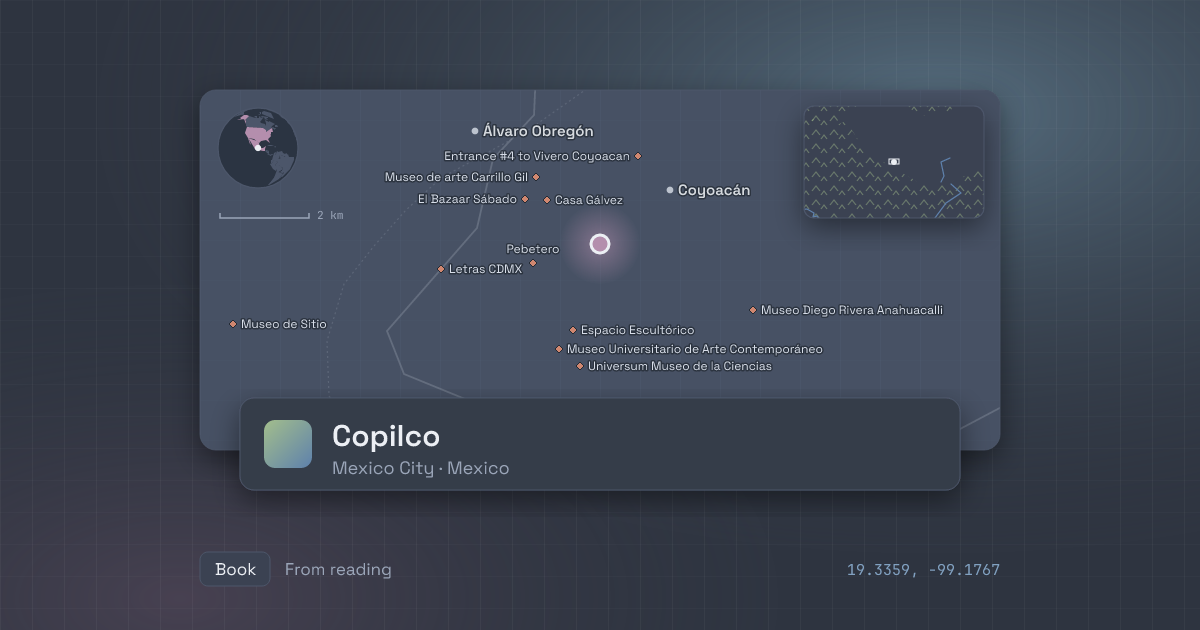 Álvaro Obregón
Entrance #4 to Vivero Coyoacan
Museo de arte Carrillo Gil
Coyoacán
El Bazaar Sábado
Casa Gálvez
2 km
Pebetero
Letras CDMX
Museo Diego Rivera Anahuacalli
Museo de Sitio
Espacio Escultórico
Museo Universitario de Arte Contemporáneo
Universum Museo de la Ciencias
Copilco
Mexico City · Mexico
Book
From reading
19.3359, -99.1767